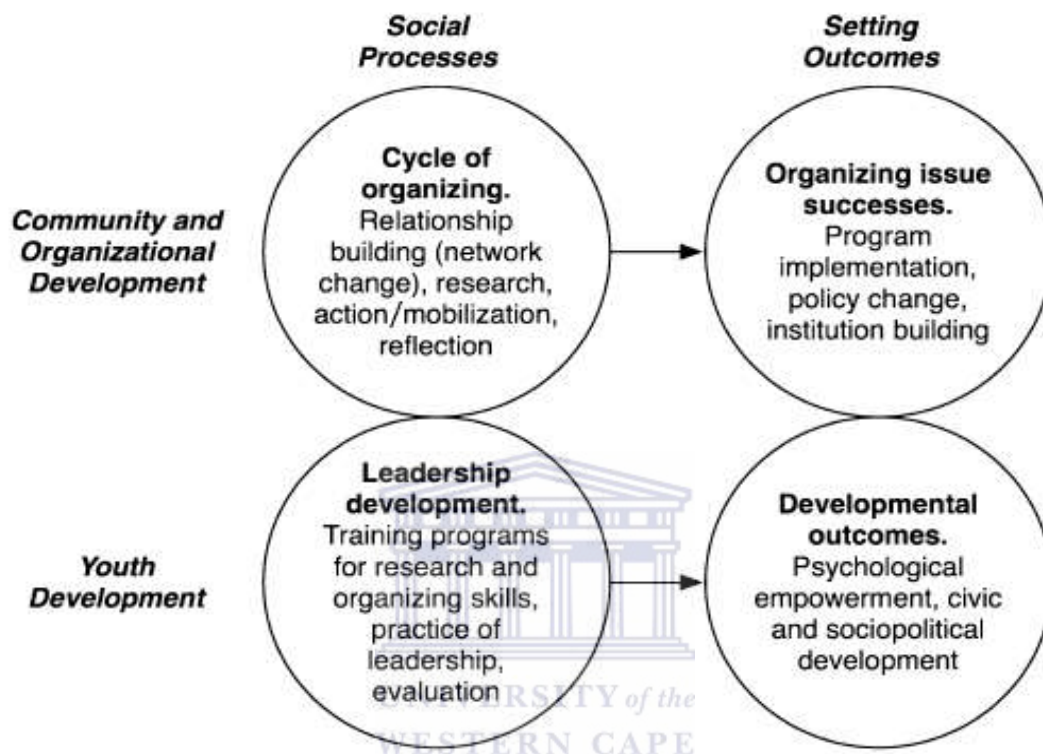 Social
Processes
Setting
Outcomes
Community and
Organizational
Development
Cycle of
organizing.
Relationship
building (network
change), research,
action/mobilization,
reflection
Organizing issue
successes.
Program
implementation,
policy change,
institution building
Youth
Development
Leadership
development.
Training programs
for research and
organizing skills,
practice of
leadership,
evaluation
Developmental
outcomes.
Psychological
empowerment, civic
and sociopolitical
development
UNIVERSITY of the
WESTERN CAPE